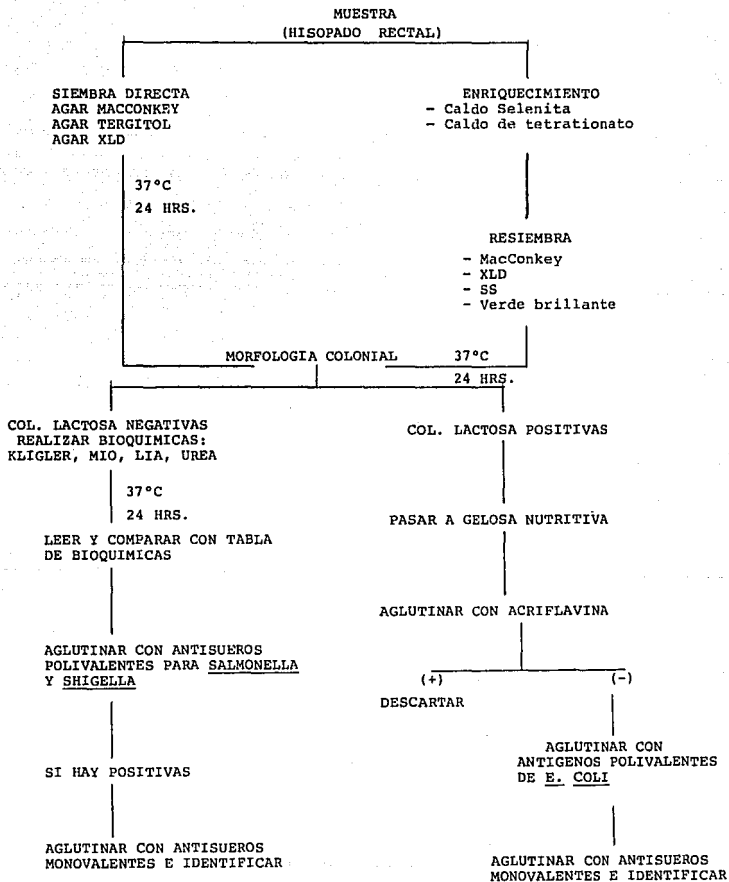 MUESTRA
(HISOPADO RECTAL)
SIEMBRA DIRECTA
AGAR MACCONKEY
AGAR TERGITOL
AGAR XLD
37°C
24 HRS.
ENRIQUECIMIENTO
- Caldo Selenita
- Caldo de tetrationato
RESIEMBRA
- MacConkey
- XLD
- SS
- Verde brillante
MORFOLOGIA COLONIAL
37°C
24 HRS.
COL. LACTOSA NEGATIVAS
REALIZAR BIOQUIMICAS:
KLIGLER, MIO, LIA, UREA
37°C
24 HRS.
LEER Y COMPARAR CON TABLA
DE BIOQUIMICAS
AGLUTINAR CON ANTISUEROS
POLIVALENTES PARA SALMONELLA
Y SHIGELLA
SI HAY POSITIVAS
AGLUTINAR CON ANTISUEROS
MONOVALENTES E IDENTIFICAR
COL. LACTOSA POSITIVAS
PASAR A GELOSA NUTRITIVA
AGLUTINAR CON ACRIFLAVINA
(+)
DESCARTAR
(-)
AGLUTINAR CON
ANTIGENOS POLIVALENTES
DE E. COLI
AGLUTINAR CON ANTISUEROS
MONOVALENTES E IDENTIFICAR